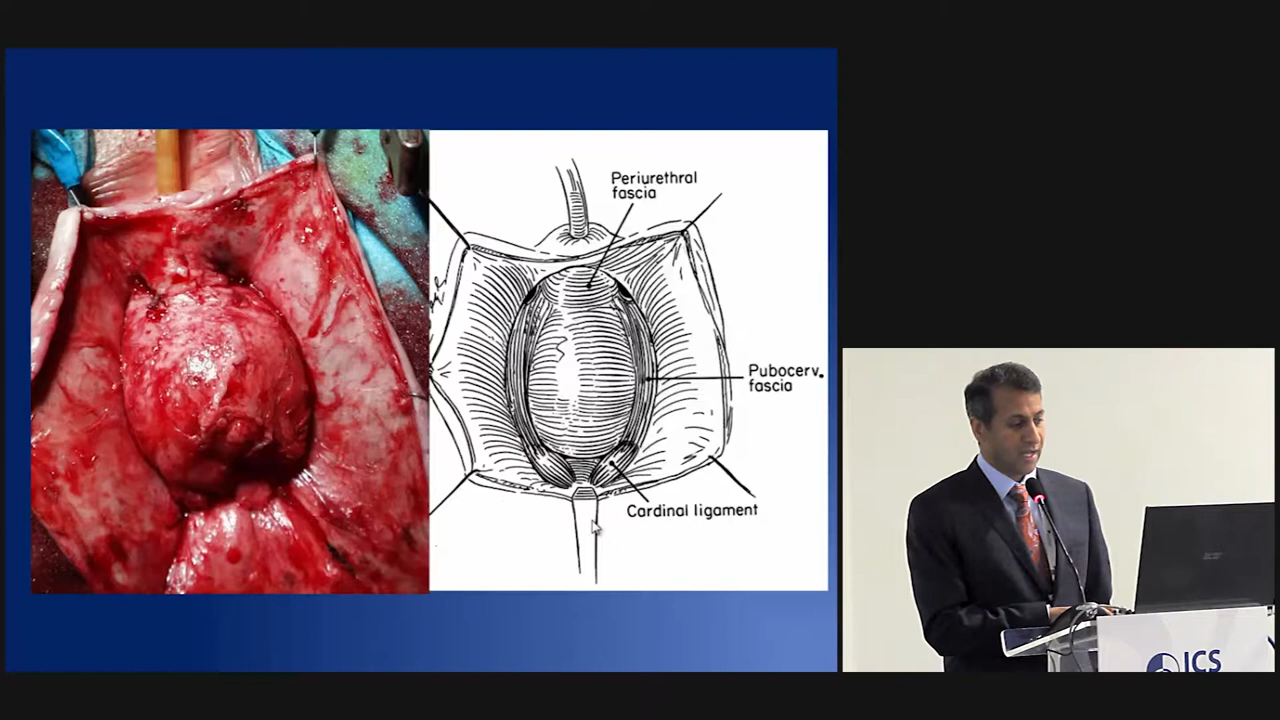 Periurethral
fascia
Pubocerv.
fascia
Cardinal ligament
ICS